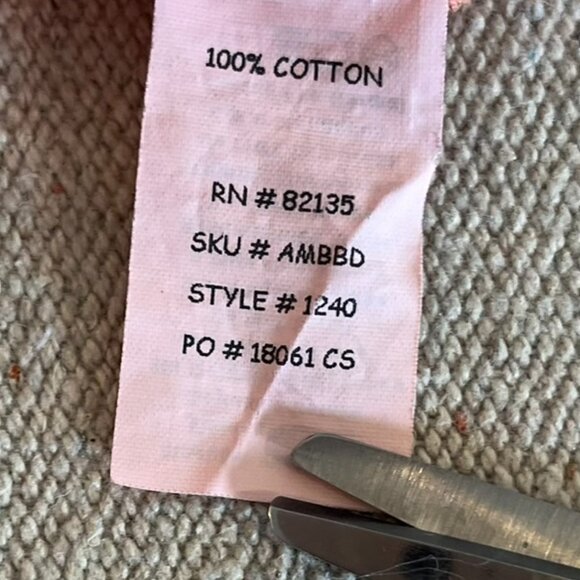 100% COTTON
RN # 82135
SKU # AMBBD
STYLE # 1240
PO # 18061 CS